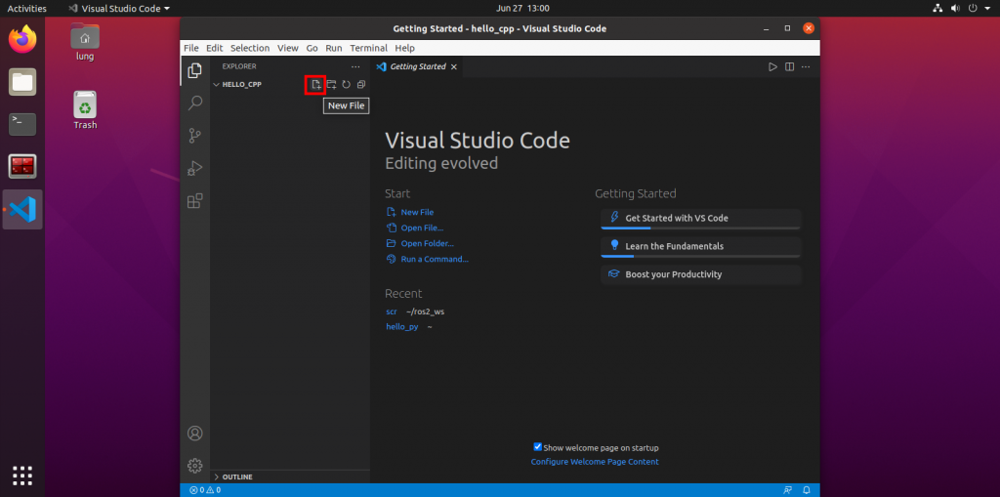 Activities
Visual Studio Code
Jun 27 13:00
lung
Trash
Getting Started - hello_cpp - Visual Studio Code
File Edit Selection View Go Run Terminal Help
EXPLORER
HELLO_CPP
New File
Getting Started
Visual Studio Code
Editing evolved
Start
New File
Open File...
Open Folder...
Run a Command...
Recent
scr ~/ros2_ws
hello_py ~
Getting Started
Get Started with VS Code
Learn the Fundamentals
Boost your Productivity
Show welcome page on startup
Configure Welcome Page Content
OUTLINE
0 0